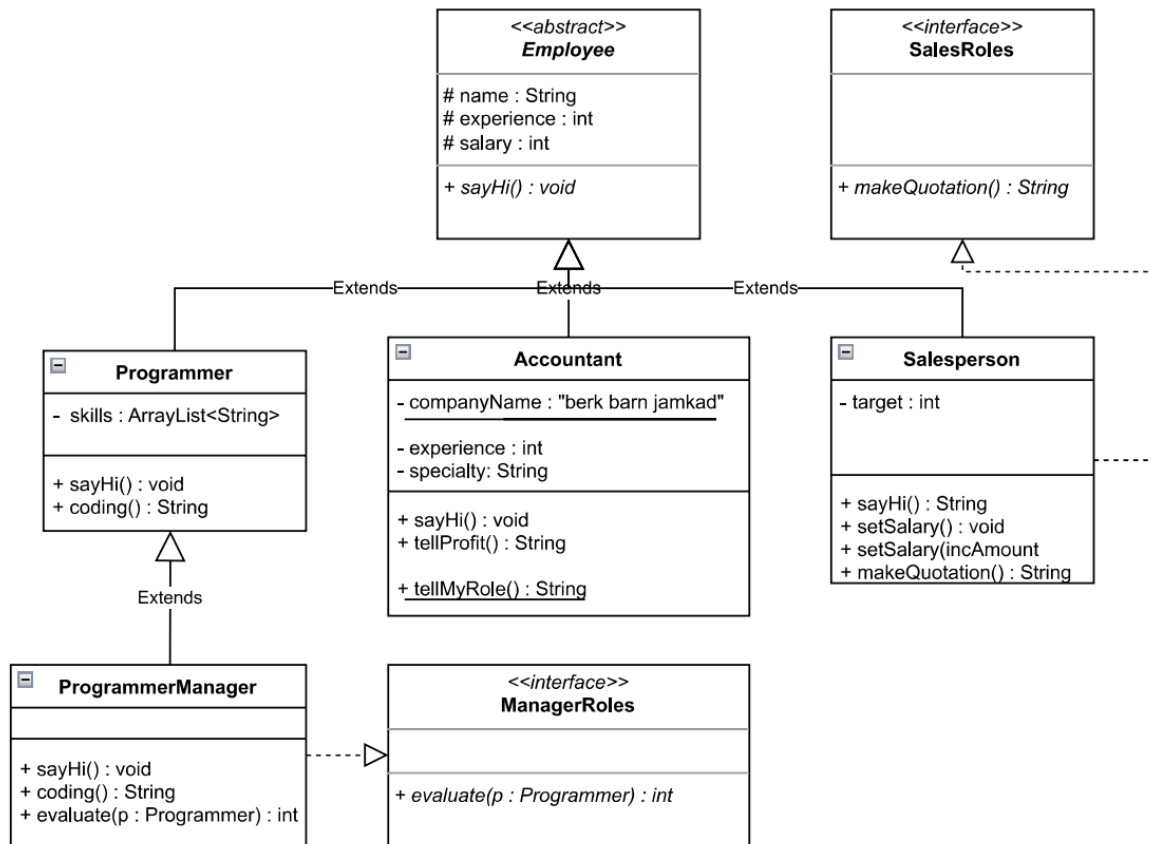 <<abstract>>
Employee
# name : String
# experience : int
# salary : int
+ sayHi() : void
<<interface>>
SalesRoles
+ makeQuotation() : String
Extends
Extends
Extends
Programmer
- skills : ArrayList<String>
+ sayHi() : void
+ coding() : String
Accountant
- companyName : "berk barn jamkad"
- experience : int
- specialty: String
+ sayHi() : void
+ tellProfit() : String
+ tellMyRole() : String
Salesperson
- target : int
+ sayHi() : String
+ setSalary() : void
+ setSalary(incAmount
+ makeQuotation() : String
Extends
ProgrammerManager
+ sayHi() : void
+ coding() : String
+ evaluate(p : Programmer) : int
<<interface>>
ManagerRoles
+ evaluate(p : Programmer) : int